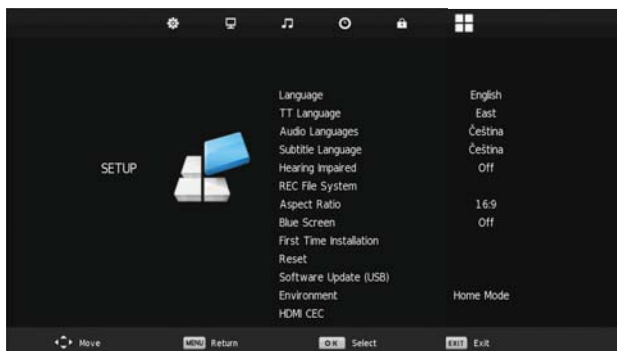 Language English
TT Language East
Audio Languages Čeština
Subtitle Language Čeština
SETUP Hearing Impaired Off
REC File System
Aspect Ratio 16:9
Blue Screen Off
First Time Installation
Reset
Software Update (USB)
Environment Home Mode
HDMI CEC
Move MENU Return OK Select EXIT Exit